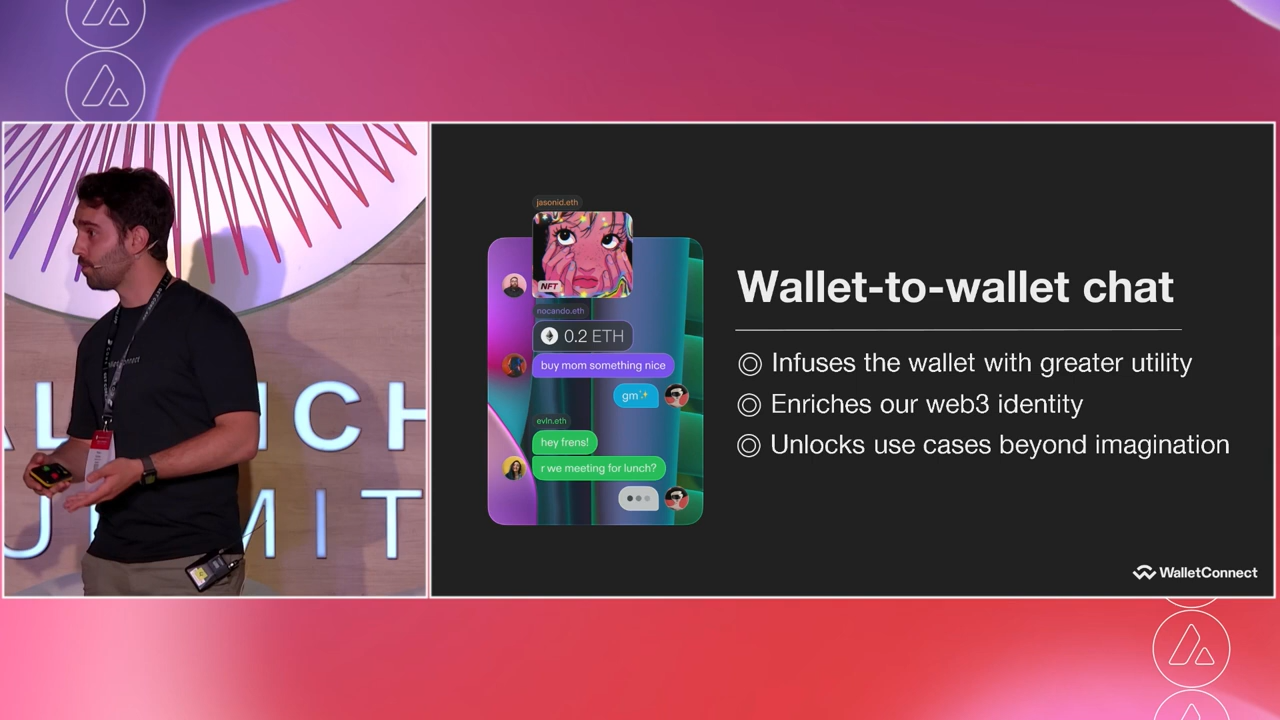 jasonid.eth
NFT
nocando.eth
0.2 ETH
buy mom something nice
gm✨
evln.eth
hey frens!
r we meeting for lunch?
Wallet-to-wallet chat
Infuses the wallet with greater utility
Enriches our web3 identity
Unlocks use cases beyond imagination
WalletConnect